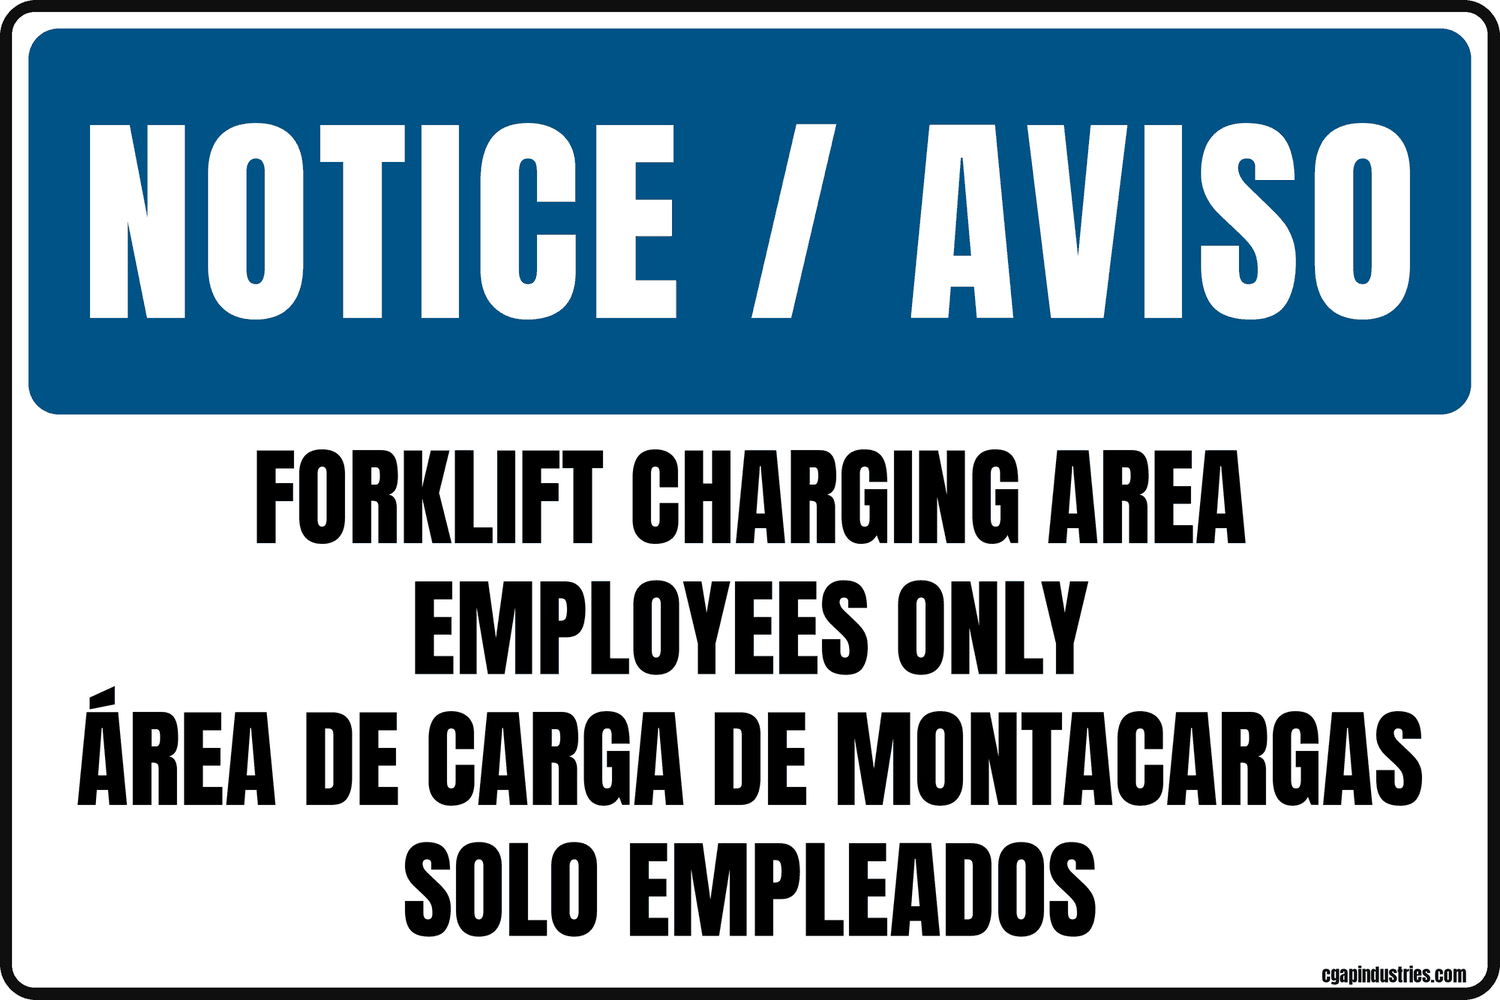 NOTICE / AVISO
FORKLIFT CHARGING AREA
EMPLOYEES ONLY
ÁREA DE CARGA DE MONTACARGAS
SOLO EMPLEADOS
cgapindustries.com